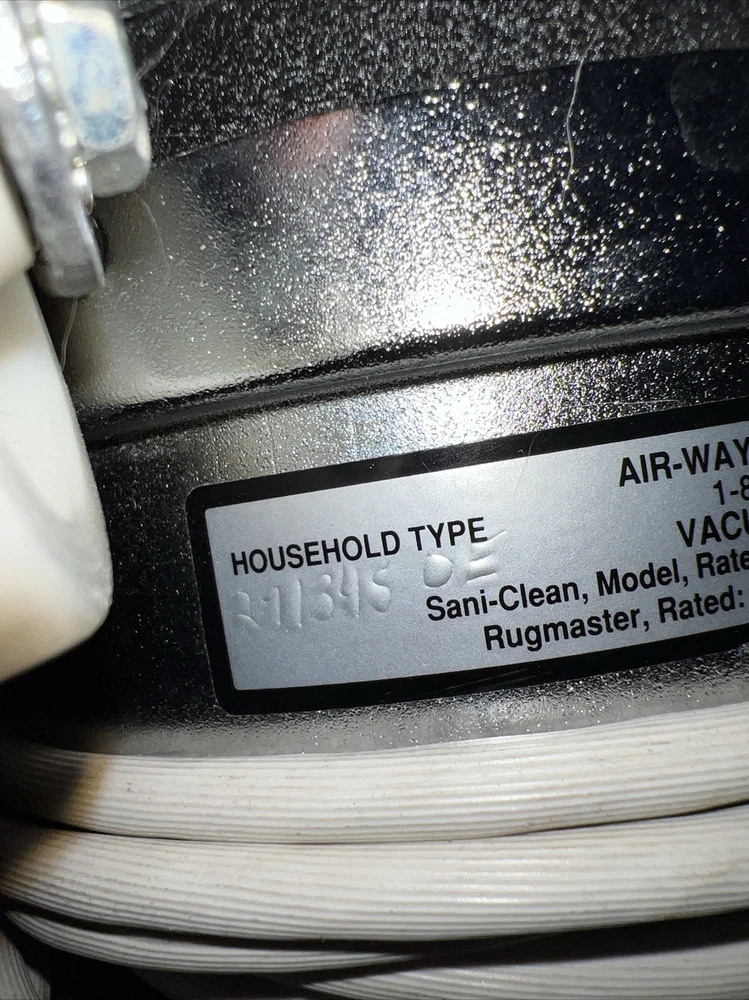 AIR-WAY
1-8
HOUSEHOLD TYPE
VACU
Sani-Clean, Model, Rate
Rugmaster, Rated: